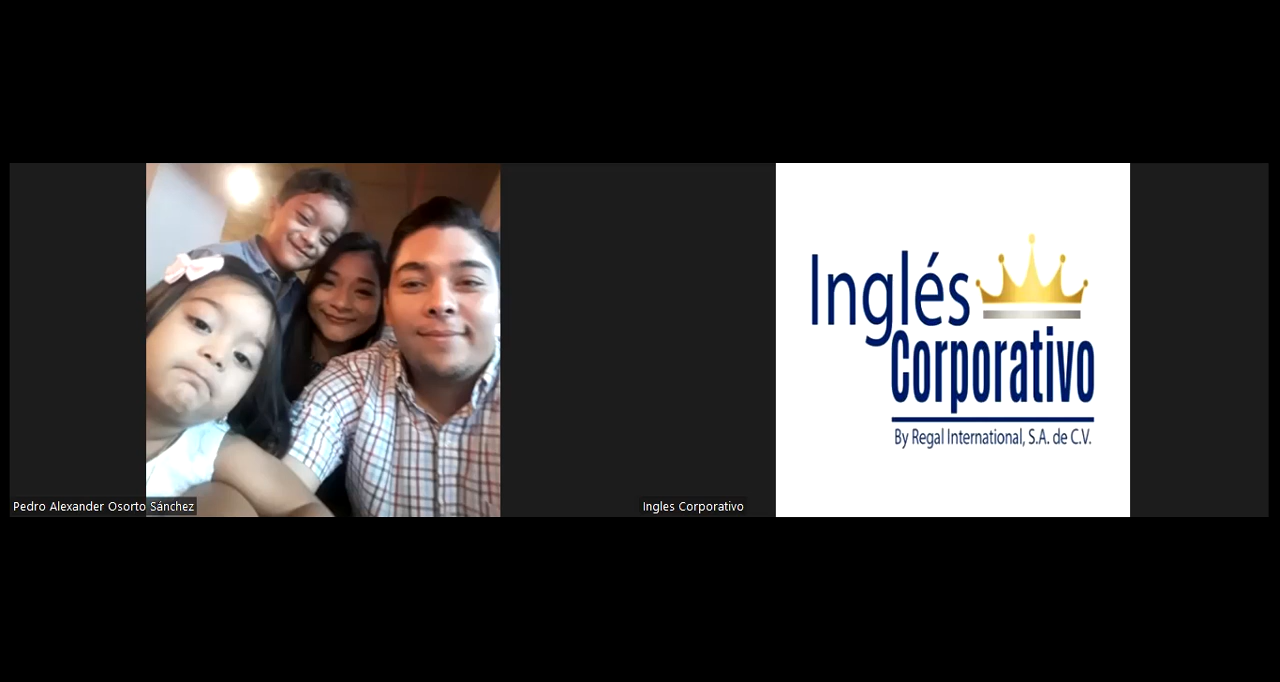 Inglés
Corporativo
By Regal International, S.A. de C.V.
Pedro Alexander Osorto Sánchez
Ingles Corporativo